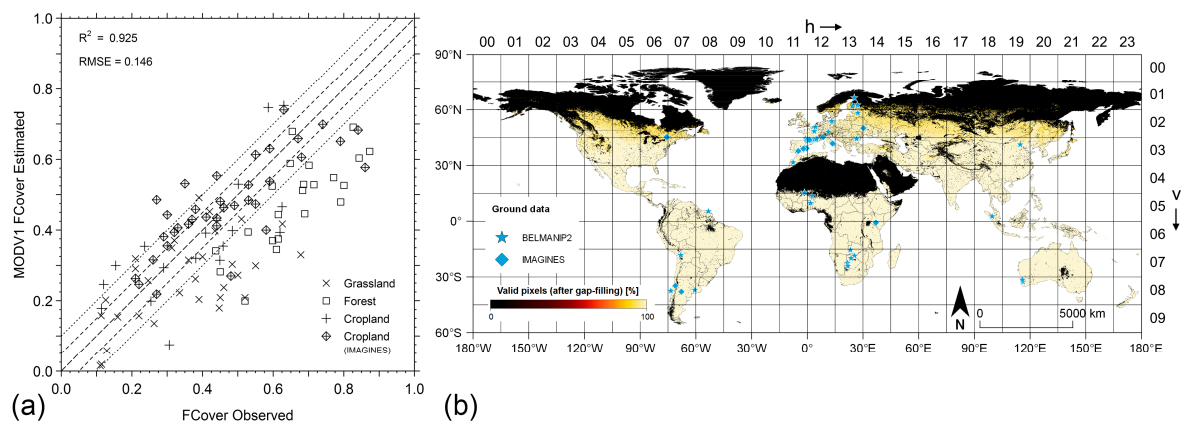 R² = 0.925
RMSE = 0.146
MODV1 FCover Estimated
1.0
0.8
0.6
0.4
0.2
0.0
0.0 0.2 0.4 0.6 0.8 1.0
FCover Observed
Grassland
Forest
Cropland
Cropland
(IMAGINES)
(a)
h →
00 01 02 03 04 05 06 07 08 09 10 11 12 13 14 15 16 17 18 19 20 21 22 23
90°N
60°N
30°N
0°
30°S
60°S
00
01
02
03
04
05
06
07
08
09
v
Ground data
BELMANIP2
IMAGINES
Valid pixels (after gap-filling) [%]
0 100
N
0 5000 km
180°W 150°W 120°W 90°W 60°W 30°W 0° 30°E 60°E 90°E 120°E 150°E 180°E
(b)